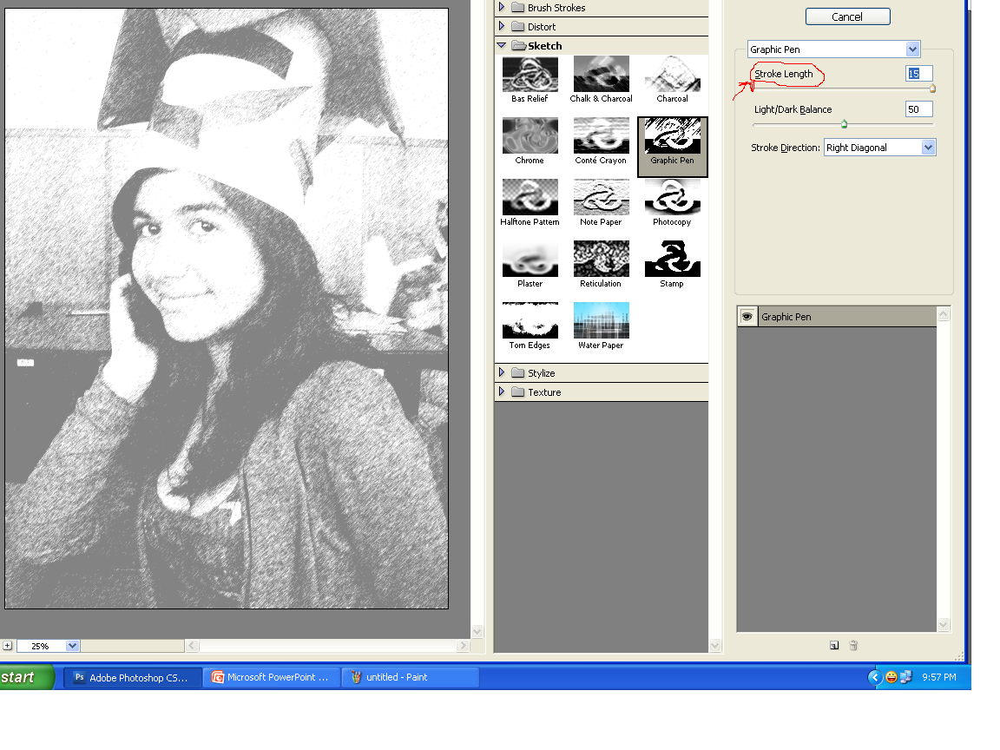 Brush Strokes
Distort
Sketch
Bas Relief
Chalk & Charcoal
Charcoal
Chrome
Conté Crayon
Graphic Pen
Halftone Pattern
Note Paper
Photocopy
Plaster
Reticulation
Stamp
Torn Edges
Water Paper
Stylize
Texture
Cancel
Graphic Pen
Stroke Length 15
Light/Dark Balance 50
Stroke Direction: Right Diagonal
Graphic Pen
25%
start
Ps Adobe Photoshop CS...
Microsoft PowerPoint ...
untitled - Paint
9:57 PM